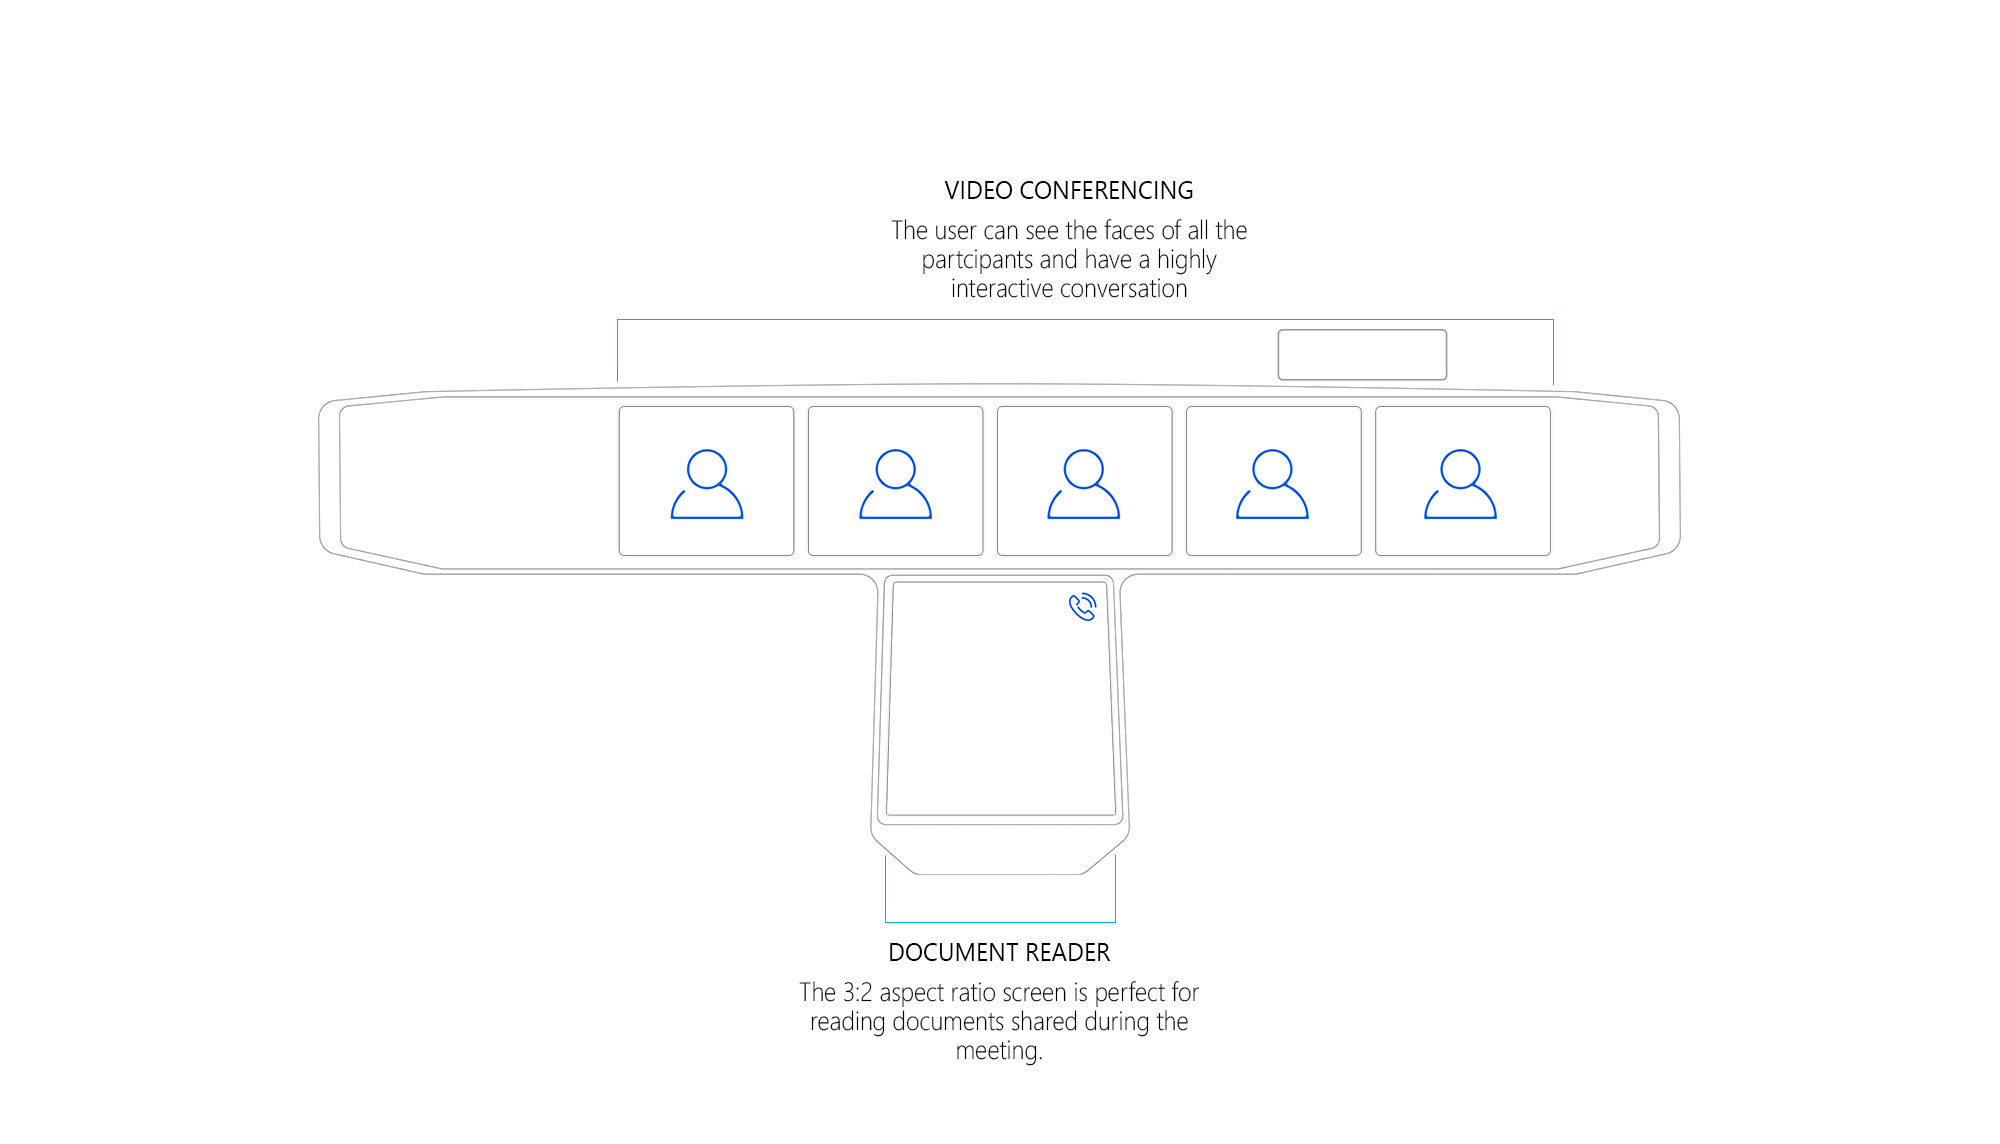 VIDEO CONFERENCING
The user can see the faces of all the
partcipants and have a highly
interactive conversation
DOCUMENT READER
The 3:2 aspect ratio screen is perfect for
reading documents shared during the
meeting.